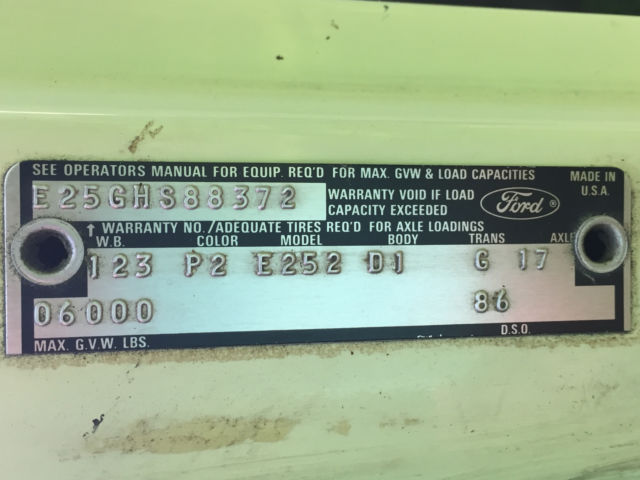 SEE OPERATORS MANUAL FOR EQUIP. REQ'D FOR MAX. GVW & LOAD CAPACITIES
MADE IN U.S.A.
E25GHS88372
WARRANTY VOID IF LOAD CAPACITY EXCEEDED
Ford ®
↑ WARRANTY NO./ADEQUATE TIRES REQ'D FOR AXLE LOADINGS
W.B. COLOR MODEL BODY TRANS AXLE
123 P2 E252 D1 G 17
06000 86
MAX. G.V.W. LBS. D.S.O.